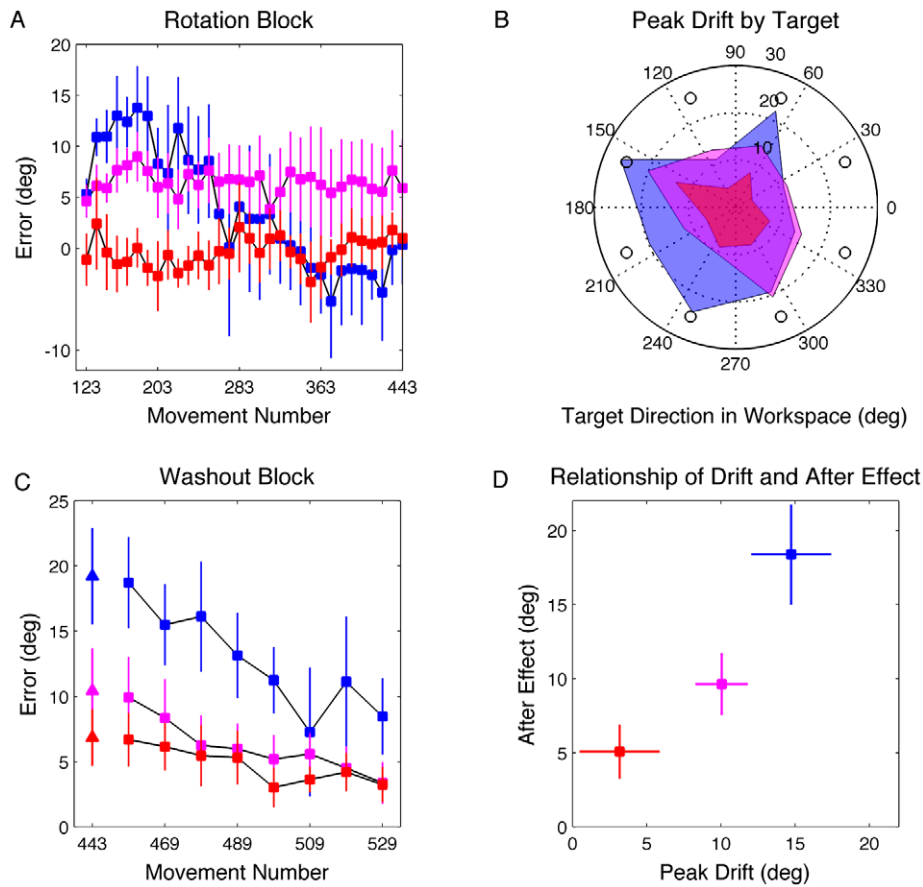 A
Rotation Block
20
15
10
5
0
-10
Error (deg)
123 203 283 363 443
Movement Number
B
Peak Drift by Target
90
30
120
60
20
150
10
30
180
0
210
330
240
300
270
Target Direction in Workspace (deg)
C
Washout Block
25
20
15
10
5
0
Error (deg)
443 469 489 509 529
Movement Number
D
Relationship of Drift and After Effect
20
15
10
5
0
After Effect (deg)
0 5 10 15 20
Peak Drift (deg)